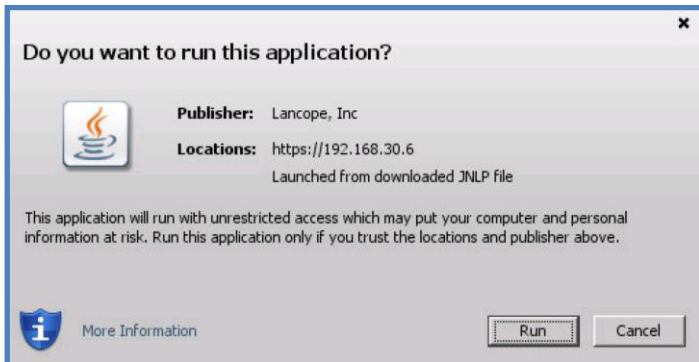 Do you want to run this application?
Publisher: Lancope, Inc
Locations: https://192.168.30.6
Launched from downloaded JNLP file
This application will run with unrestricted access which may put your computer and personal
information at risk. Run this application only if you trust the locations and publisher above.
More Information
Run
Cancel